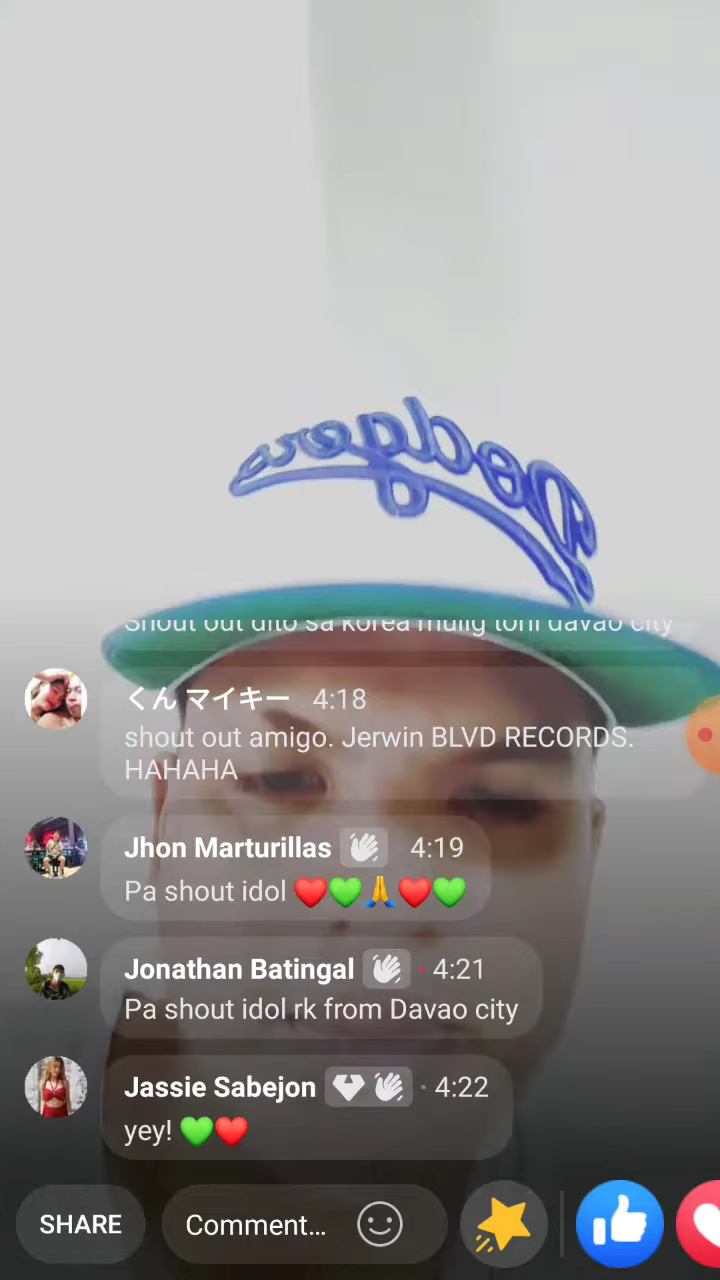 Dodgers
Shout out dito sa korea mulig toni davao city
くん マイキー 4:18
shout out amigo. Jerwin BLVD RECORDS.
HAHAHA
Jhon Marturillas 4:19
Pa shout idol ❤️💚🙏❤️💚
Jonathan Batingal · 4:21
Pa shout idol rk from Davao city
Jassie Sabejon · 4:22
yey! 💚❤️
SHARE
Comment...